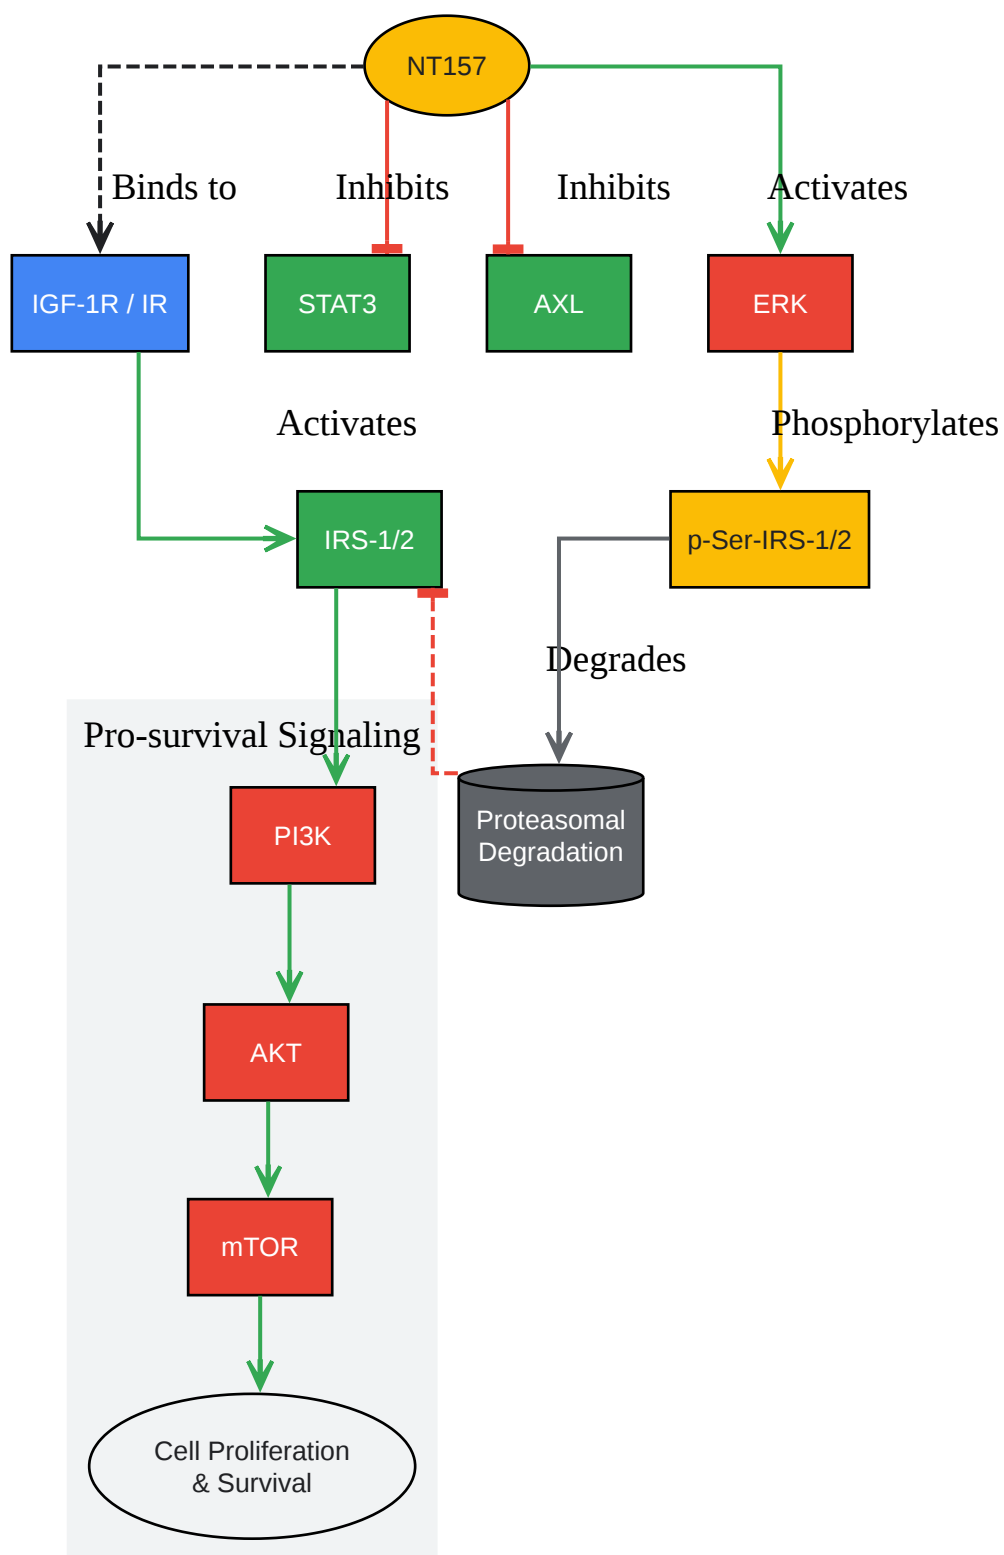 NT157
Binds to
Inhibits
Inhibits
Activates
IGF-1R / IR
STAT3
AXL
ERK
Activates
Phosphorylates
IRS-1/2
p-Ser-IRS-1/2
Degrades
Pro-survival Signaling
PI3K
Proteasomal
Degradation
AKT
mTOR
Cell Proliferation
& Survival